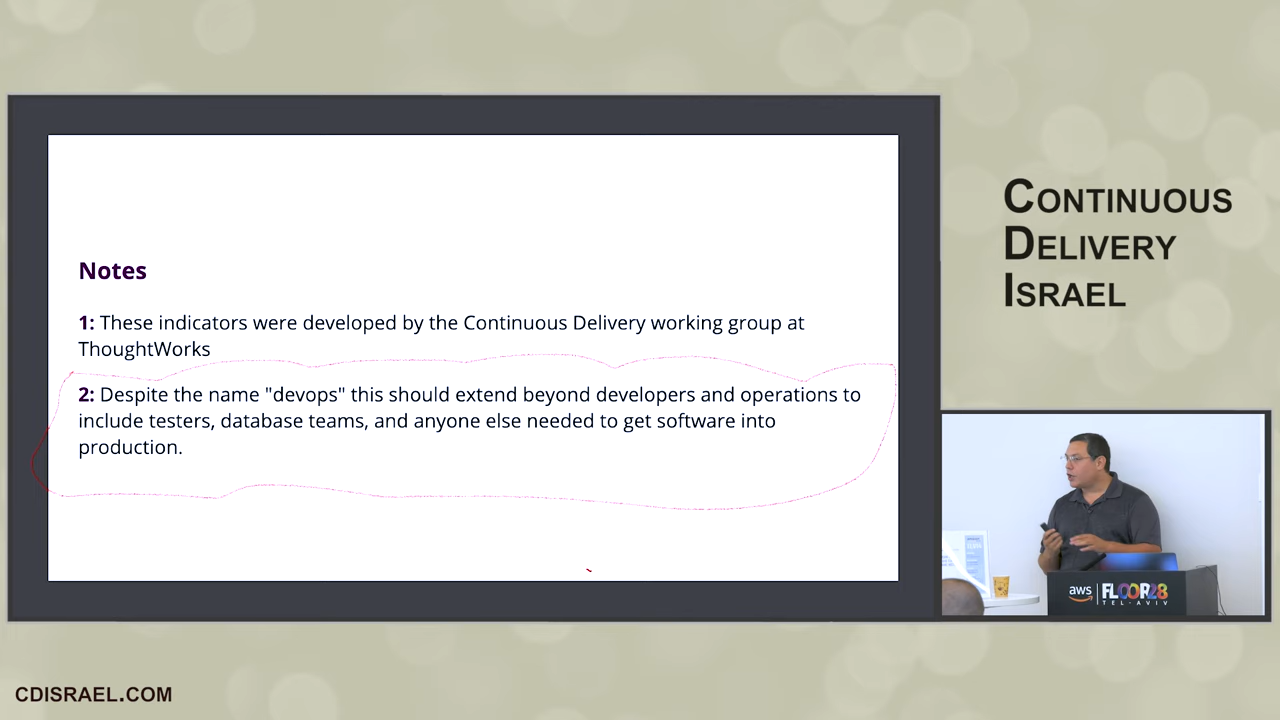 Notes
1: These indicators were developed by the Continuous Delivery working group at
ThoughtWorks
2: Despite the name "devops" this should extend beyond developers and operations to
include testers, database teams, and anyone else needed to get software into
production.
CONTINUOUS
DELIVERY
ISRAEL
aws FLOOR28
TEL-AVIV
CDISRAEL.COM